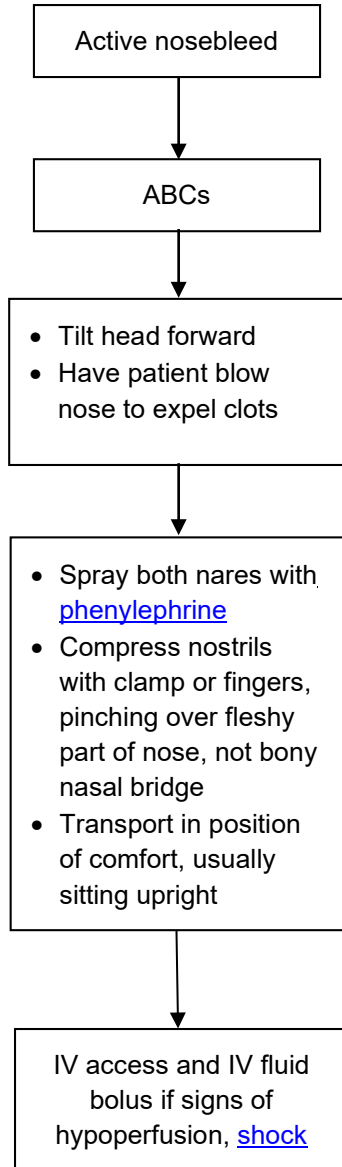 Active nosebleed
ABCs
• Tilt head forward
• Have patient blow
nose to expel clots
• Spray both nares with
phenylephrine
• Compress nostrils
with clamp or fingers,
pinching over fleshy
part of nose, not bony
nasal bridge
• Transport in position
of comfort, usually
sitting upright
IV access and IV fluid
bolus if signs of
hypoperfusion, shock